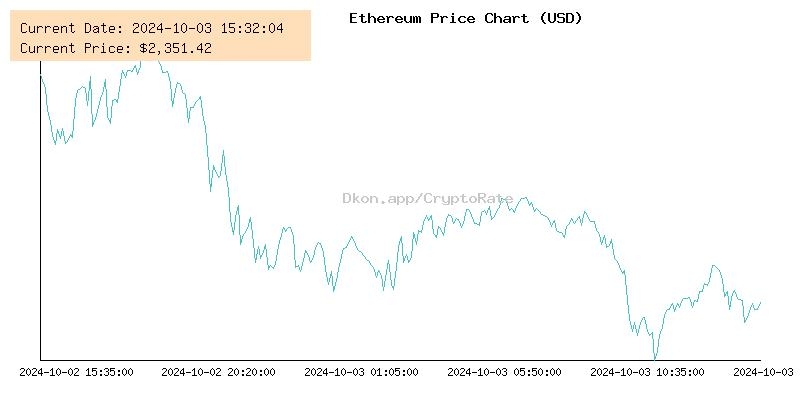 Ethereum Price Chart (USD)
Current Date: 2024-10-03 15:32:04
Current Price: $2,351.42
Dkon.app/CryptoRate
2024-10-02 15:35:00
2024-10-02 20:20:00
2024-10-03 01:05:00
2024-10-03 05:50:00
2024-10-03 10:35:00
2024-10-03